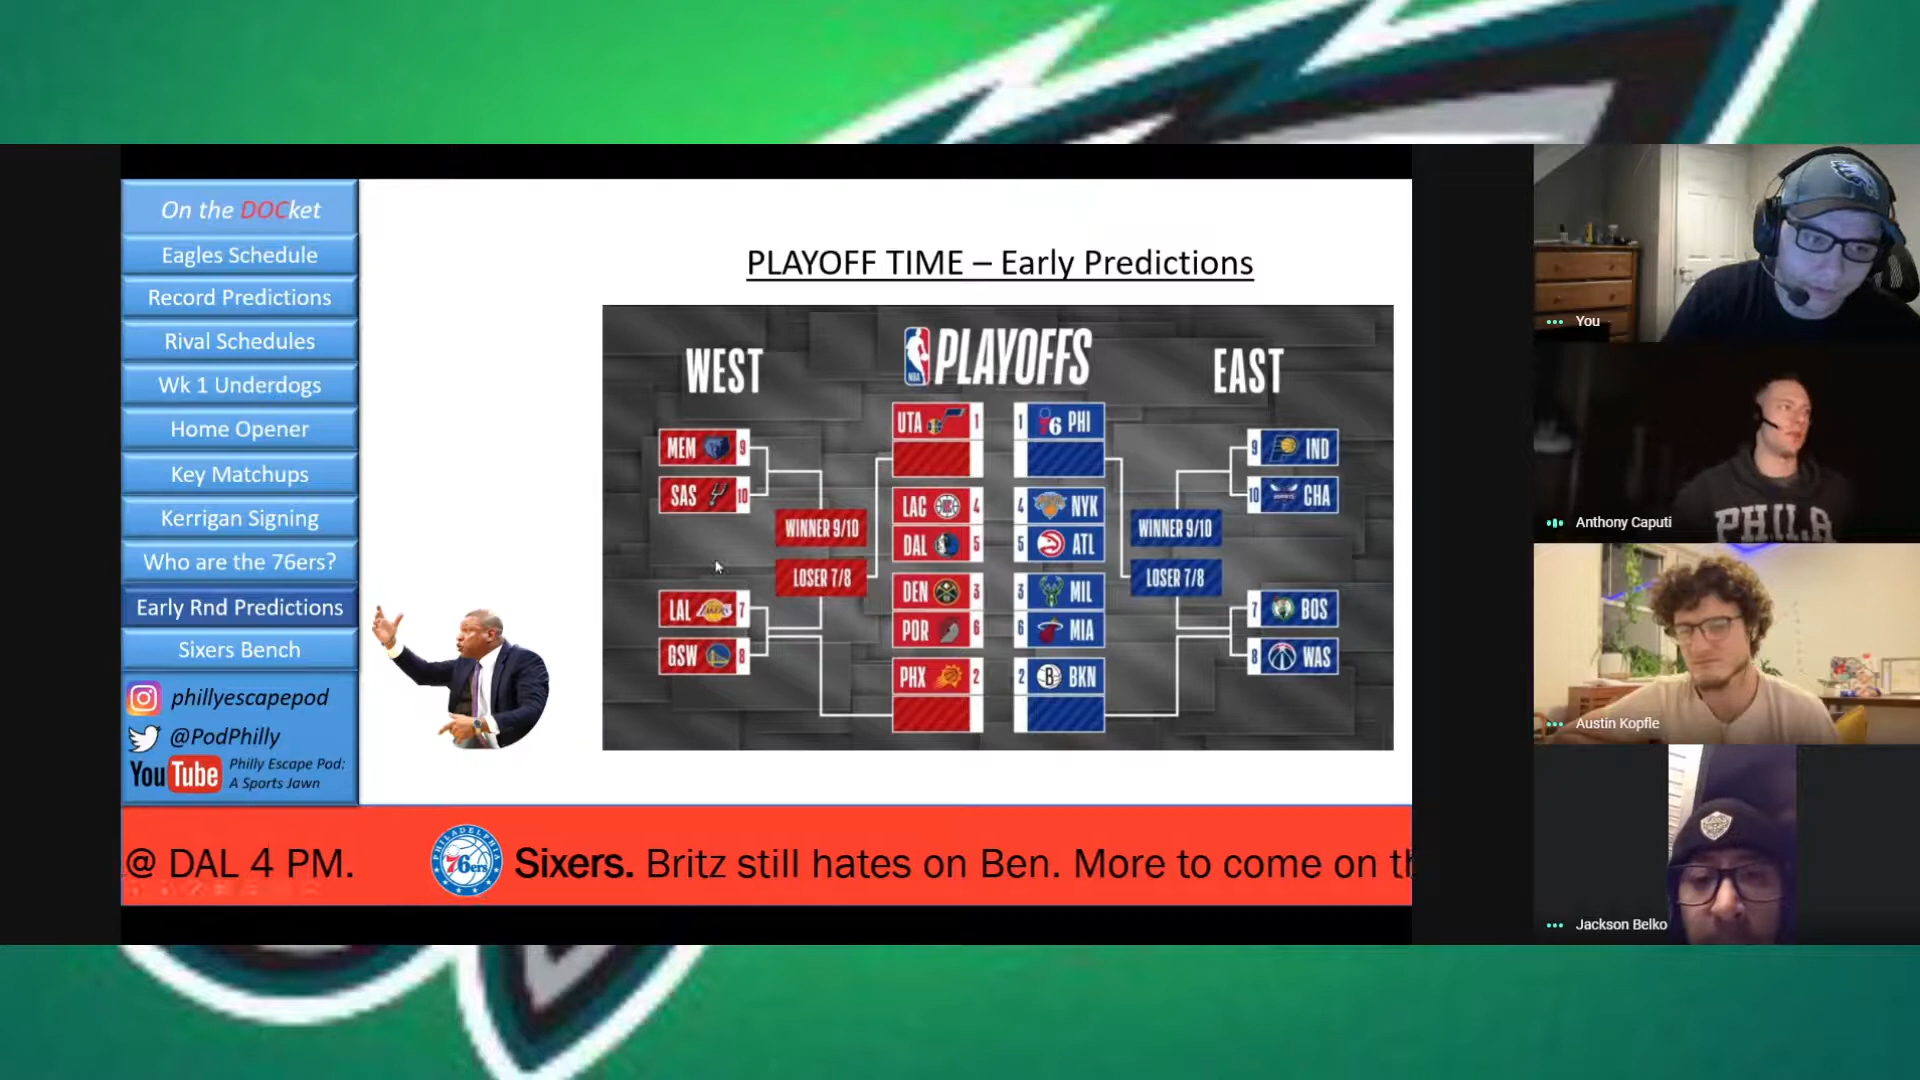 On the DOCket
Eagles Schedule
Record Predictions
Rival Schedules
Wk 1 Underdogs
Home Opener
Key Matchups
Kerrigan Signing
Who are the 76ers?
Early Rnd Predictions
Sixers Bench
phillyescapepod
@PodPhilly
YouTube Philly Escape Pod:
A Sports Jawn
PLAYOFF TIME – Early Predictions
NBA PLAYOFFS
WEST
EAST
MEM 9
SAS 10
WINNER 9/10
LOSER 7/8
LAL 7
GSW 8
UTA 1
LAC 4
DAL 5
DEN 3
POR 6
PHX 2
1 76 PHI
4 NYK
5 ATL
3 MIL
6 MIA
2 B BKN
WINNER 9/10
LOSER 7/8
9 IND
10 CHA
7 BOS
8 WAS
@ DAL 4 PM.
PHILADELPHIA
76ers
Sixers. Britz still hates on Ben. More to come on th
You
PHILA
Anthony Caputi
Austin Kopfle
Jackson Belko